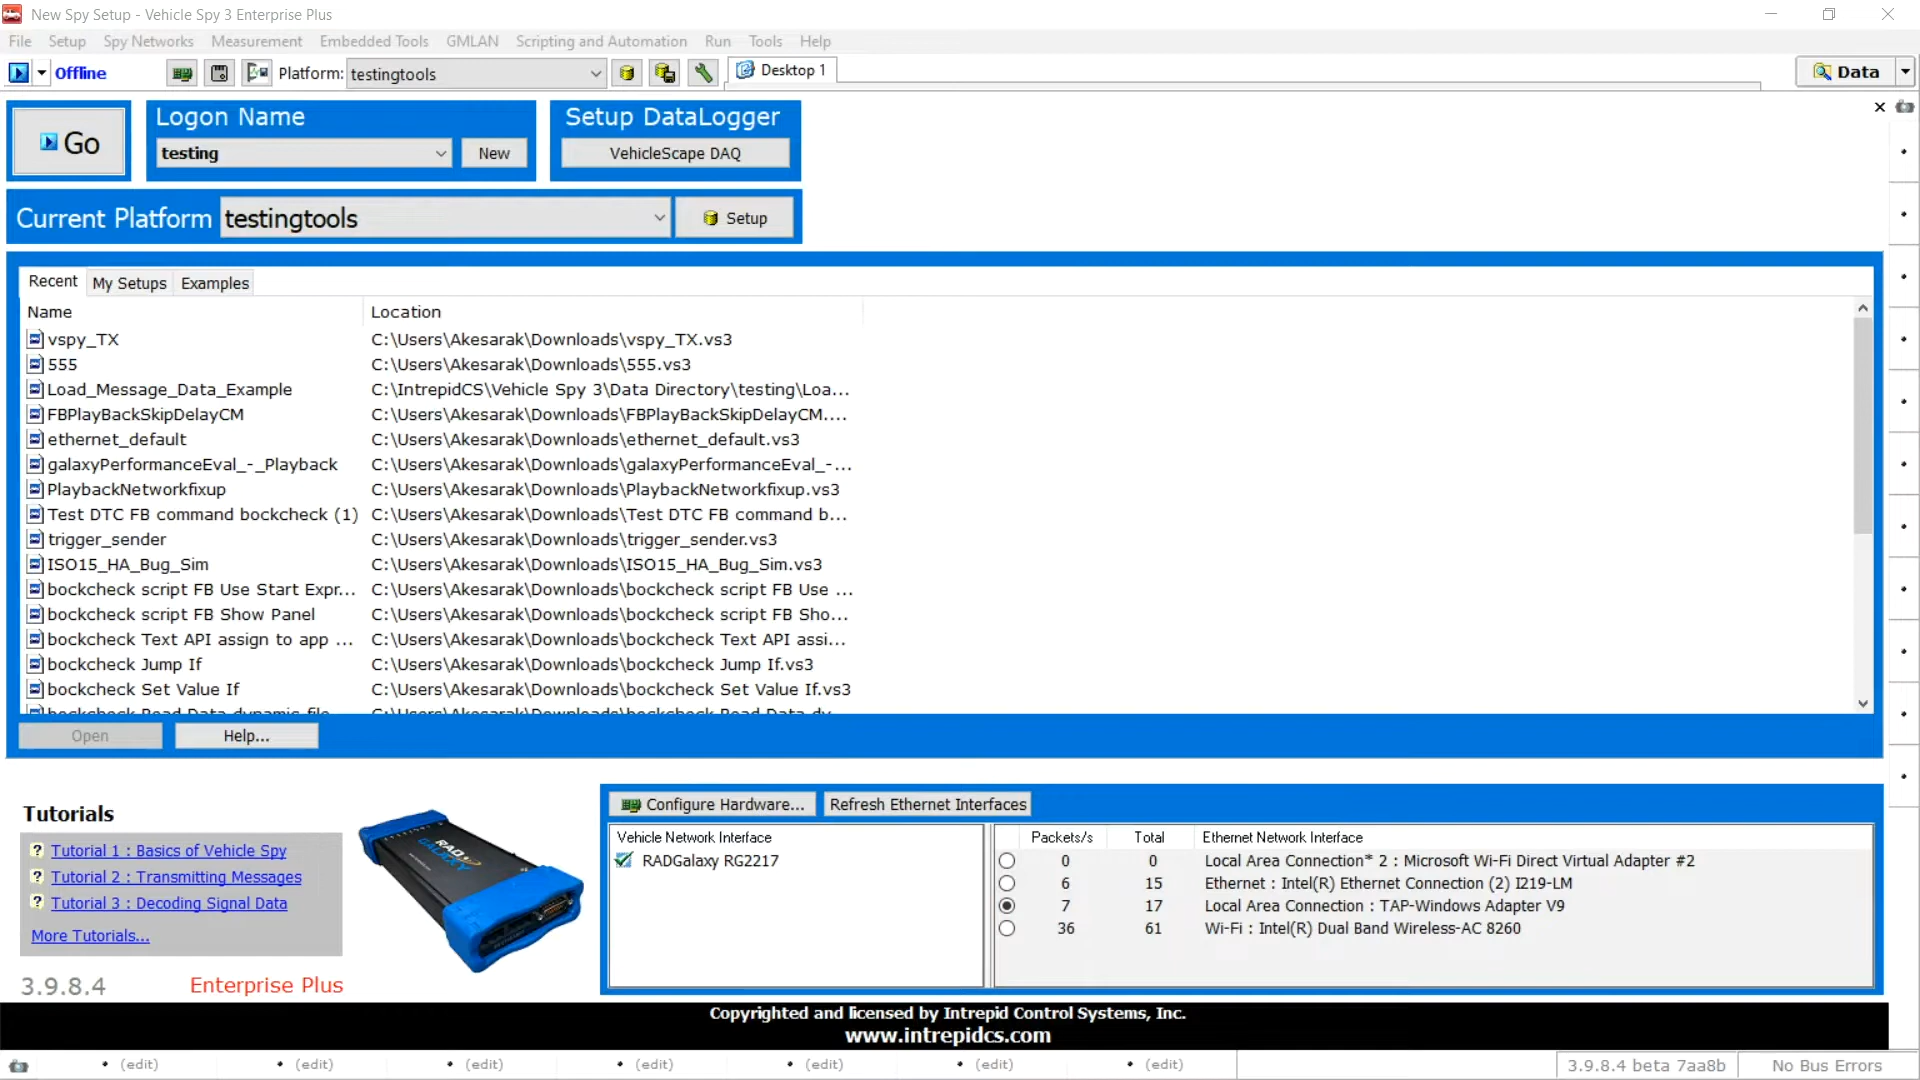 New Spy Setup - Vehicle Spy 3 Enterprise Plus
File Setup Spy Networks Measurement Embedded Tools GMLAN Scripting and Automation Run Tools Help
Offline Platform: testingtools Desktop 1 Data
Go
Logon Name
testing New
Setup DataLogger
VehicleScape DAQ
Current Platform testingtools Setup
Recent My Setups Examples
Name Location
vspy_TX C:\Users\Akesarak\Downloads\vspy_TX.vs3
555 C:\Users\Akesarak\Downloads\555.vs3
Load_Message_Data_Example C:\IntrepidCS\Vehicle Spy 3\Data Directory\testing\Loa...
FBPlayBackSkipDelayCM C:\Users\Akesarak\Downloads\FBPlayBackSkipDelayCM....
ethernet_default C:\Users\Akesarak\Downloads\ethernet_default.vs3
galaxyPerformanceEval_-_Playback C:\Users\Akesarak\Downloads\galaxyPerformanceEval_-...
PlaybackNetworkfixup C:\Users\Akesarak\Downloads\PlaybackNetworkfixup.vs3
Test DTC FB command bockcheck (1) C:\Users\Akesarak\Downloads\Test DTC FB command b...
trigger_sender C:\Users\Akesarak\Downloads\trigger_sender.vs3
ISO15_HA_Bug_Sim C:\Users\Akesarak\Downloads\ISO15_HA_Bug_Sim.vs3
bockcheck script FB Use Start Expr... C:\Users\Akesarak\Downloads\bockcheck script FB Use ...
bockcheck script FB Show Panel C:\Users\Akesarak\Downloads\bockcheck script FB Sho...
bockcheck Text API assign to app ... C:\Users\Akesarak\Downloads\bockcheck Text API assi...
bockcheck Jump If C:\Users\Akesarak\Downloads\bockcheck Jump If.vs3
bockcheck Set Value If C:\Users\Akesarak\Downloads\bockcheck Set Value If.vs3
bockcheck Read Data dynamic file C:\Users\Akesarak\Downloads\bockcheck Read Data dy...
Open Help...
Tutorials
Tutorial 1 : Basics of Vehicle Spy
Tutorial 2 : Transmitting Messages
Tutorial 3 : Decoding Signal Data
More Tutorials...
3.9.8.4 Enterprise Plus
RAD
GALAXY
Configure Hardware... Refresh Ethernet Interfaces
Vehicle Network Interface
RADGalaxy RG2217
Packets/s Total Ethernet Network Interface
0 0 Local Area Connection* 2 : Microsoft Wi-Fi Direct Virtual Adapter #2
6 15 Ethernet : Intel(R) Ethernet Connection (2) I219-LM
7 17 Local Area Connection : TAP-Windows Adapter V9
36 61 Wi-Fi : Intel(R) Dual Band Wireless-AC 8260
Copyrighted and licensed by Intrepid Control Systems, Inc.
www.intrepidcs.com
(edit) (edit) (edit) (edit) (edit) (edit) (edit) 3.9.8.4 beta 7aa8b No Bus Errors